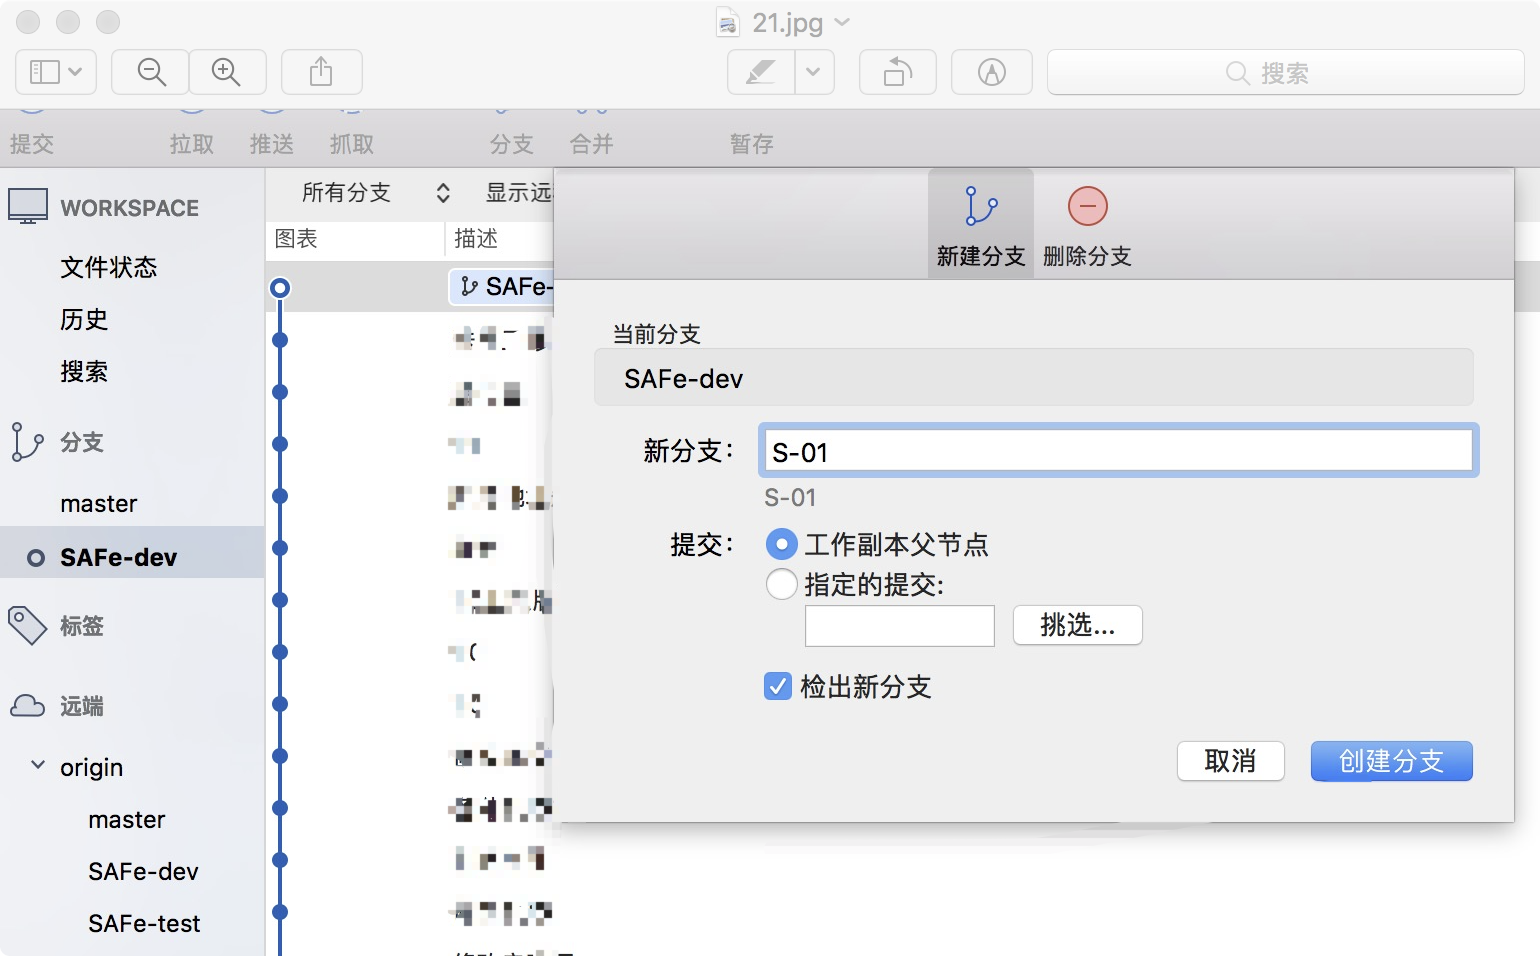 21.jpg
搜索
提交 拉取 推送 抓取 分支 合并 暂存
WORKSPACE
文件状态
历史
搜索
分支
master
SAFe-dev
标签
远端
origin
master
SAFe-dev
SAFe-test
所有分支 显示远
图表 描述
SAFe-
新建分支 删除分支
当前分支
SAFe-dev
新分支: S-01
S-01
提交: 工作副本父节点
指定的提交:
挑选...
检出新分支
取消 创建分支